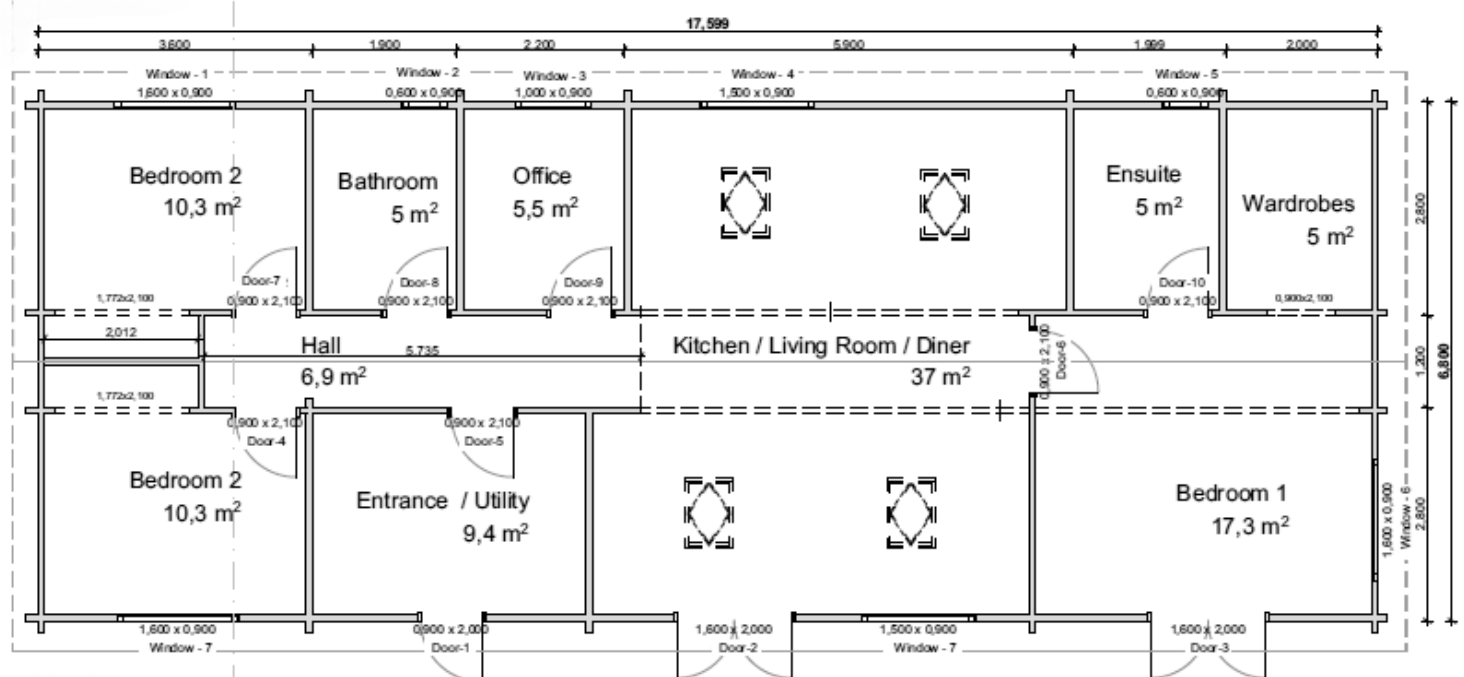 17,599
3.600 1.900 2.200 5.900 1.999 2.000
Window - 1 Window - 2 Window - 3 Window - 4 Window - 5
1,600 x 0,900 0,600 x 0,900 1,000 x 0,900 1,500 x 0,900 0,600 x 0,900
Bedroom 2
10,3 m²
Bathroom
5 m²
Office
5,5 m²
Ensuite
5 m²
Wardrobes
5 m²
2.800
Door-7 Door-8 Door-9 Door-10
1,772x2,100 0,900 x 2,100 0,900 x 2,100 0,900 x 2,100 0,900 x 2,100 0,900x2,100
2,012
Hall
6,9 m²
5.735
Kitchen / Living Room / Diner
37 m²
0,900 x 2,100
Door-6
1.200
6,800
1,772x2,100 0,900 x 2,100 0,900 x 2,100
Door-4 Door-5
Bedroom 2
10,3 m²
Entrance / Utility
9,4 m²
Bedroom 1
17,3 m²
1,600 x 0,900
Window - 6
2.800
1,600 x 0,900 0,900 x 2,000 1,600 x 2,000 1,500 x 0,900 1,600 x 2,000
Window - 7 Door-1 Door-2 Window - 7 Door-3